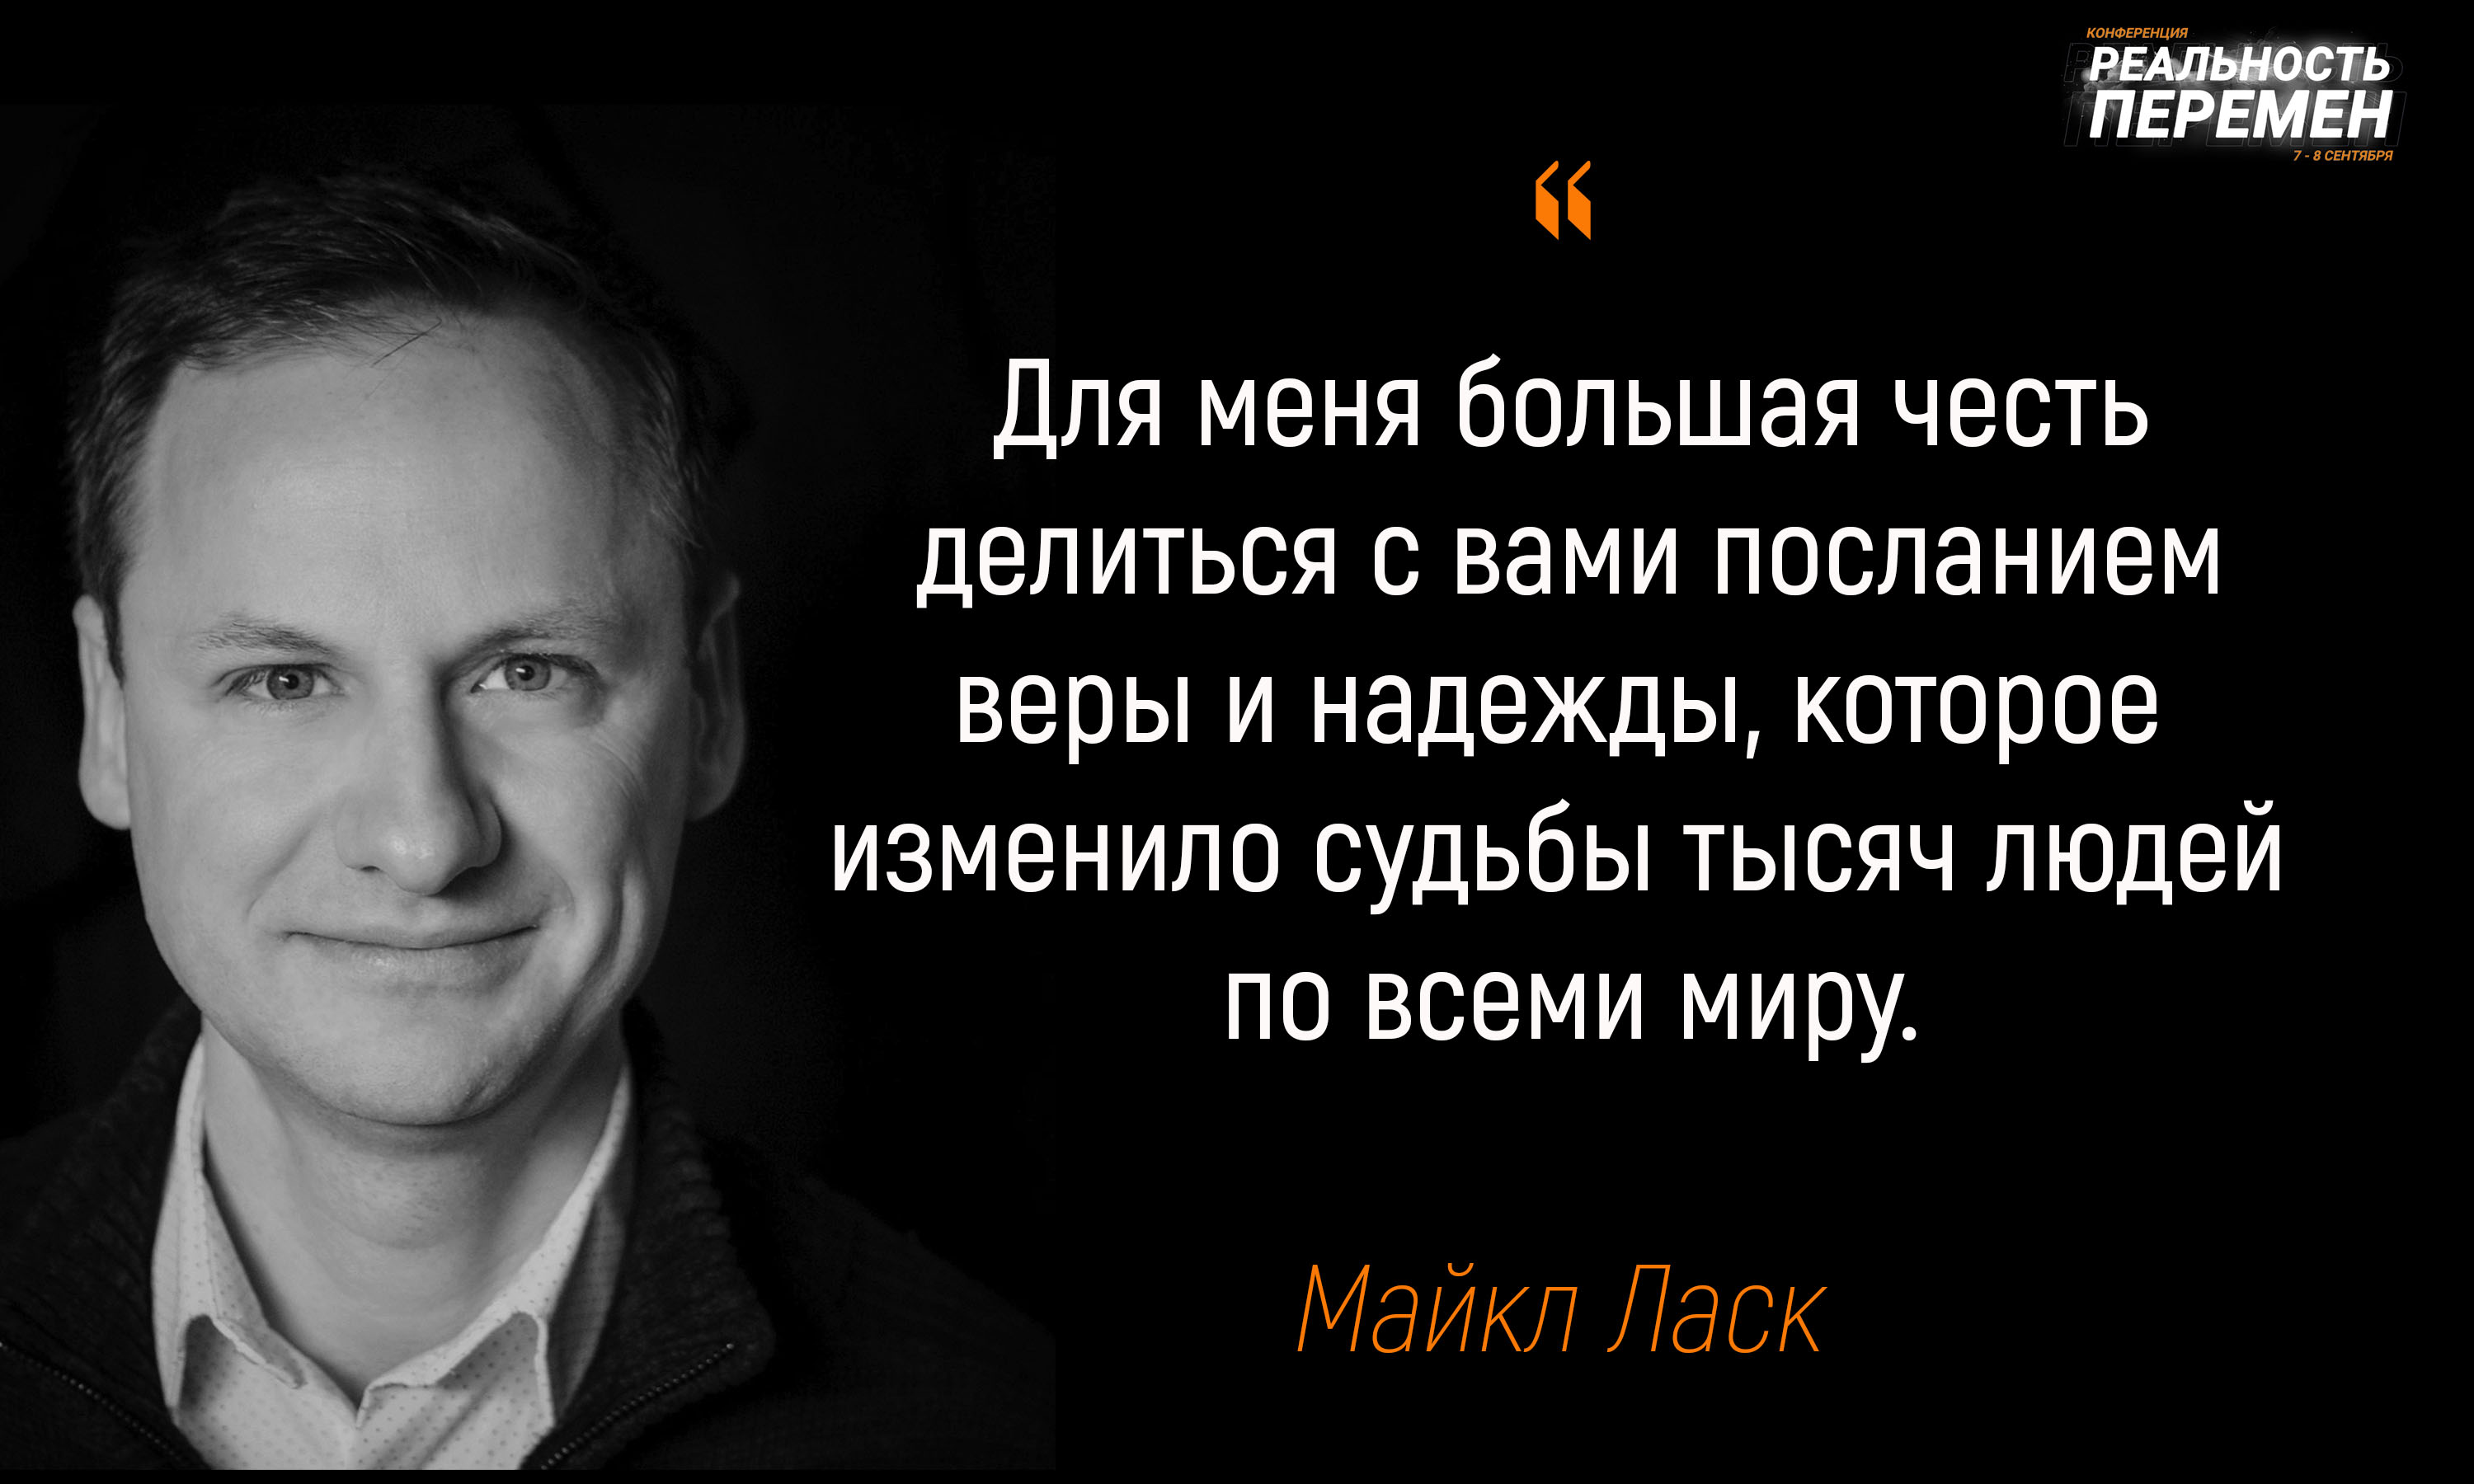 КОНФЕРЕНЦИЯ
РЕАЛЬНОСТЬ
ПЕРЕМЕН
7 - 8 СЕНТЯБРЯ
“
Для меня большая честь
делиться с вами посланием
веры и надежды, которое
изменило судьбы тысяч людей
по всеми миру.
Майкл Ласк